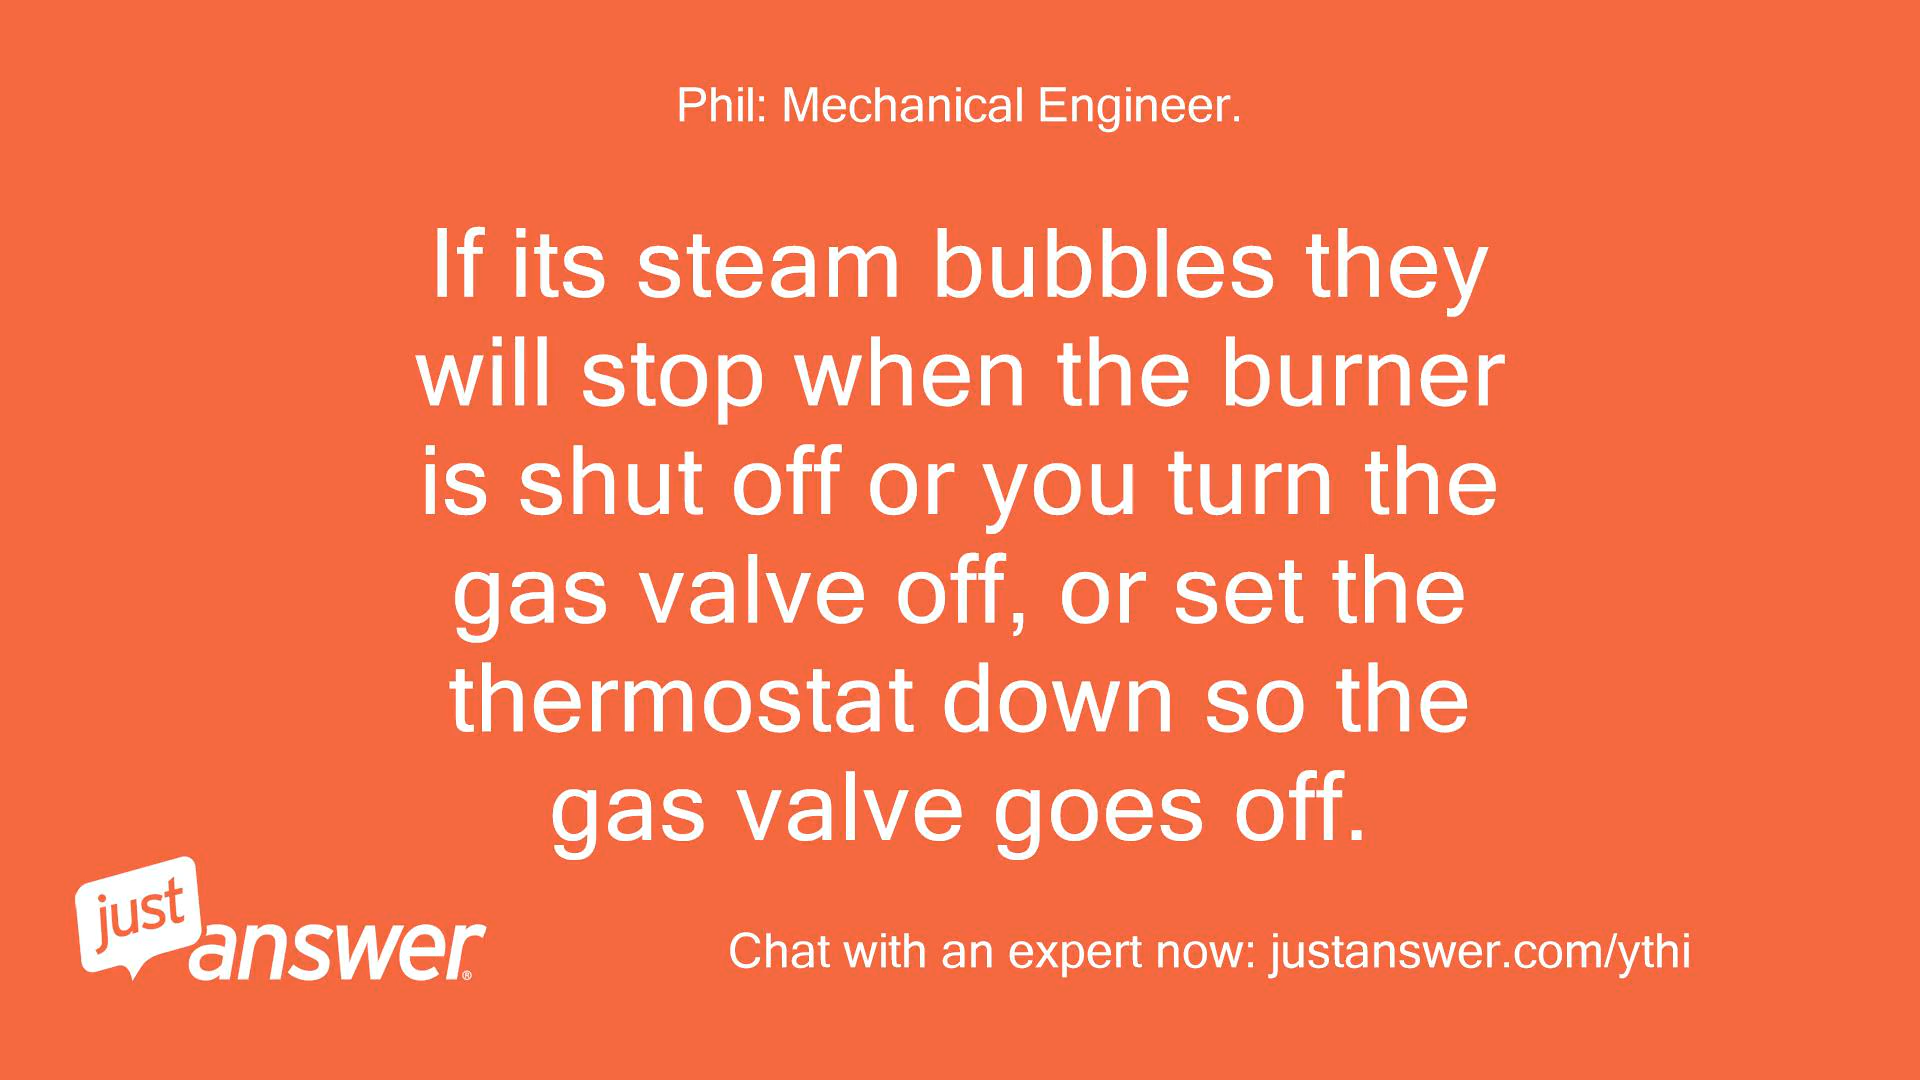 Phil: Mechanical Engineer.
If its steam bubbles they
will stop when the burner
is shut off or you turn the
gas valve off, or set the
thermostat down so the
gas valve goes off.
just
answer®
Chat with an expert now: justanswer.com/ythi